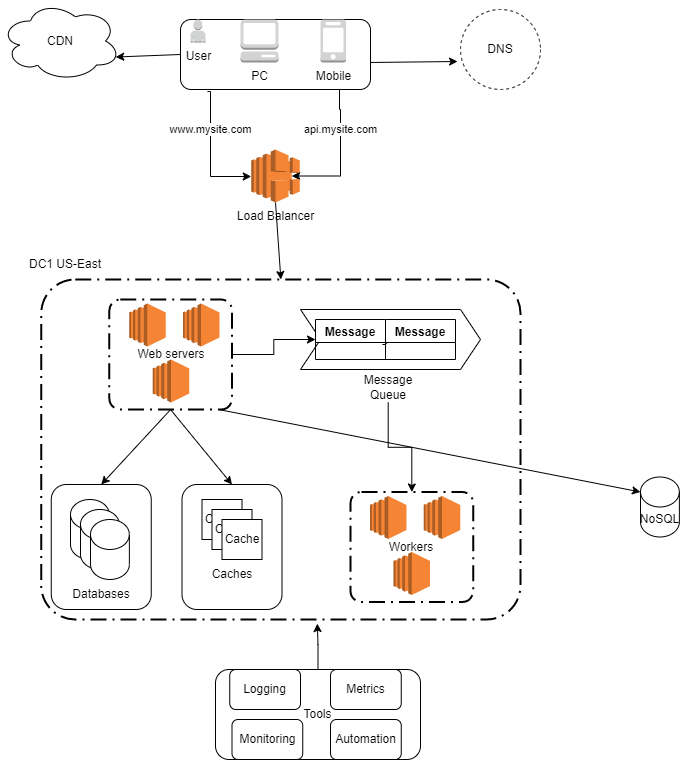 CDN
User
PC
Mobile
DNS
www.mysite.com
api.mysite.com
Load Balancer
DC1 US-East
Web servers
Message
Message
Message
Queue
Databases
C
C
Cache
Caches
Workers
NoSQL
Logging
Metrics
Tools
Monitoring
Automation